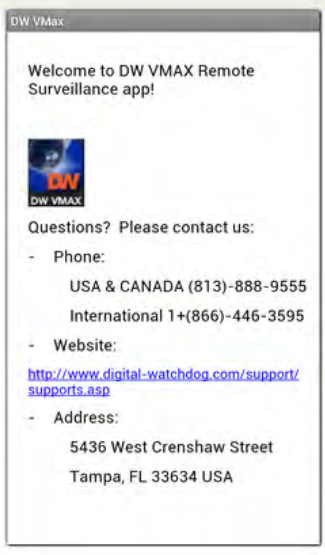 DW VMax
Welcome to DW VMAX Remote
Surveillance app!
DW
DW VMAX
Questions? Please contact us:
- Phone:
USA & CANADA (813)-888-9555
International 1+(866)-446-3595
- Website:
http://www.digital-watchdog.com/support/
supports.asp
- Address:
5436 West Crenshaw Street
Tampa, FL 33634 USA